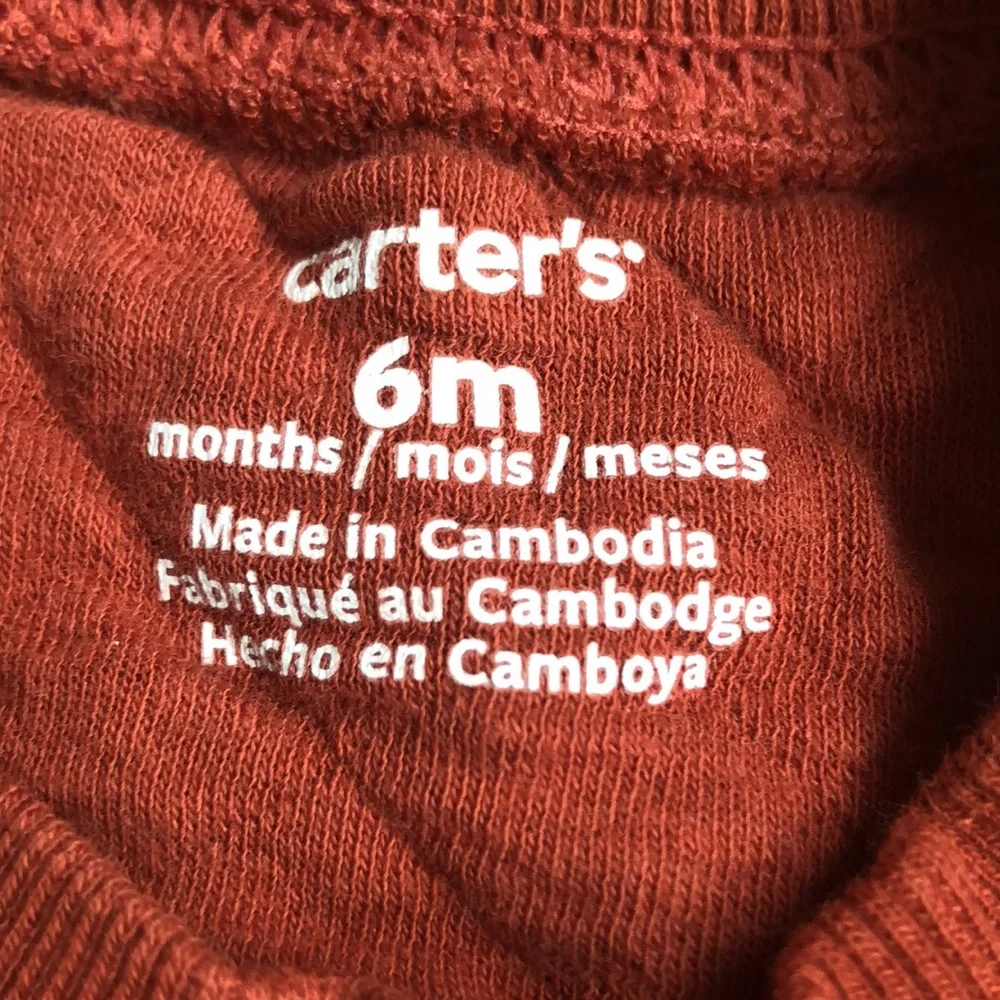 carter's
6m
months / mois / meses
Made in Cambodia
Fabriqué au Cambodge
Hecho en Camboya